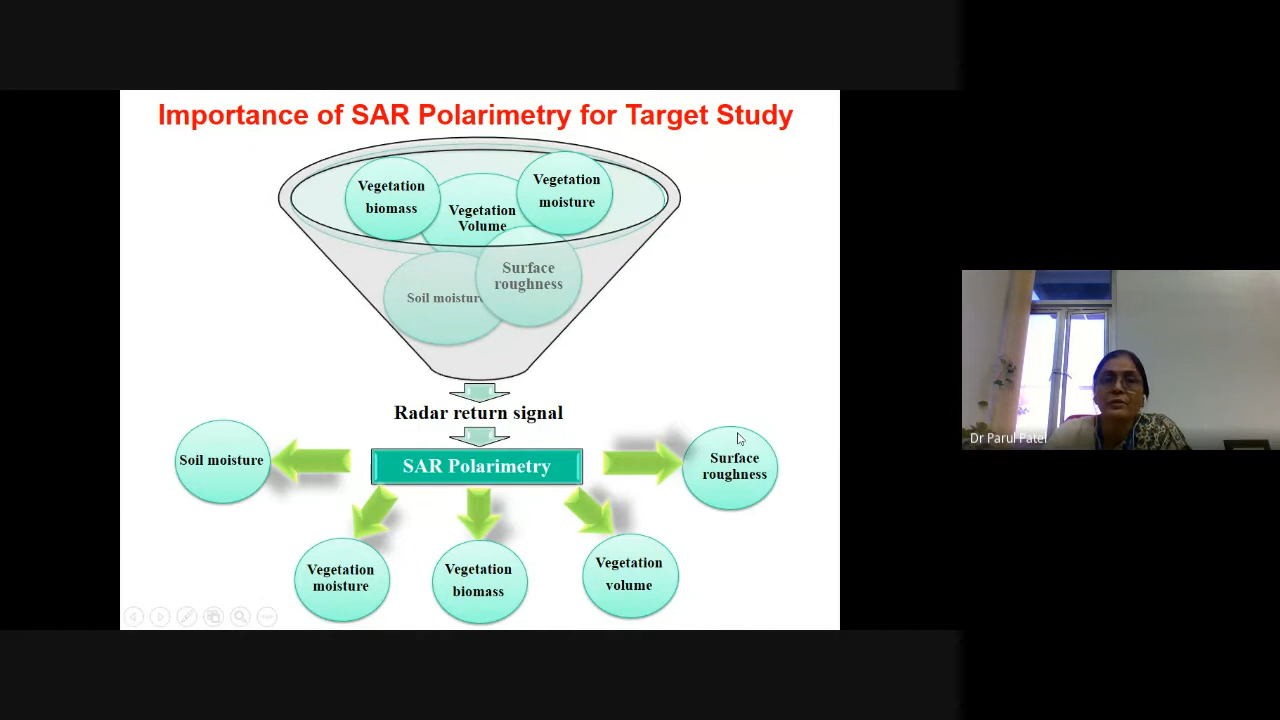 Importance of SAR Polarimetry for Target Study
Vegetation
biomass
Vegetation
Volume
Vegetation
moisture
Surface
roughness
Soil moisture
Radar return signal
SAR Polarimetry
Soil moisture
Surface
roughness
Vegetation
moisture
Vegetation
biomass
Vegetation
volume
Dr Parul Patel